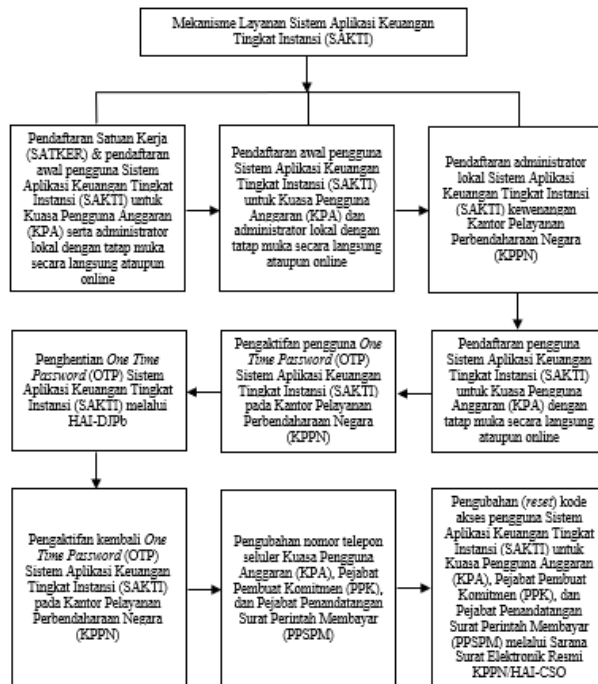 Mekanisme Layanan Sistem Aplikasi Keuangan
Tingkat Instansi (SAKTI)
Pendaftaran Satuan Kerja
(SATKER) & pendaftaran
awal pengguna Sistem
Aplikasi Keuangan Tingkat
Instansi (SAKTI) untuk
Kuasa Pengguna Anggaran
(KPA) serta administrator
lokal dengan tatap muka
secara langsung ataupun
online
Pendaftaran awal pengguna
Sistem Aplikasi Keuangan
Tingkat Instansi (SAKTI)
untuk Kuasa Pengguna
Anggaran (KPA) dan
administrator lokal dengan
tatap muka secara langsung
ataupun online
Pendaftaran administrator
lokal Sistem Aplikasi
Keuangan Tingkat Instansi
(SAKTI) kewenangan
Kantor Pelayanan
Perbendaharaan Negara
(KPPN)
Pendaftaran pengguna
Sistem Aplikasi Keuangan
Tingkat Instansi (SAKTI)
untuk Kuasa Pengguna
Anggaran (KPA) dengan
tatap muka secara langsung
ataupun online
Pengaktifan pengguna One
Time Password (OTP)
Sistem Aplikasi Keuangan
Tingkat Instansi (SAKTI)
pada Kantor Pelayanan
Perbendaharaan Negara
(KPPN)
Penghentian One Time
Password (OTP) Sistem
Aplikasi Keuangan Tingkat
Instansi (SAKTI) melalui
HAI-DJPb
Pengaktifan kembali One
Time Password (OTP)
Sistem Aplikasi Keuangan
Tingkat Instansi (SAKTI)
pada Kantor Pelayanan
Perbendaharaan Negara
(KPPN)
Pengubahan nomor telepon
seluler Kuasa Pengguna
Anggaran (KPA), Pejabat
Pembuat Komitmen (PPK),
dan Pejabat Penandatangan
Surat Perintah Membayar
(PPSPM)
Pengubahan (reset) kode
akses pengguna Sistem
Aplikasi Keuangan Tingkat
Instansi (SAKTI) untuk
Kuasa Pengguna Anggaran
(KPA), Pejabat Pembuat
Komitmen (PPK), dan
Pejabat Penandatangan
Surat Perintah Membayar
(PPSPM) melalui Sarana
Surat Elektronik Resmi
KPPN/HAI-CSO